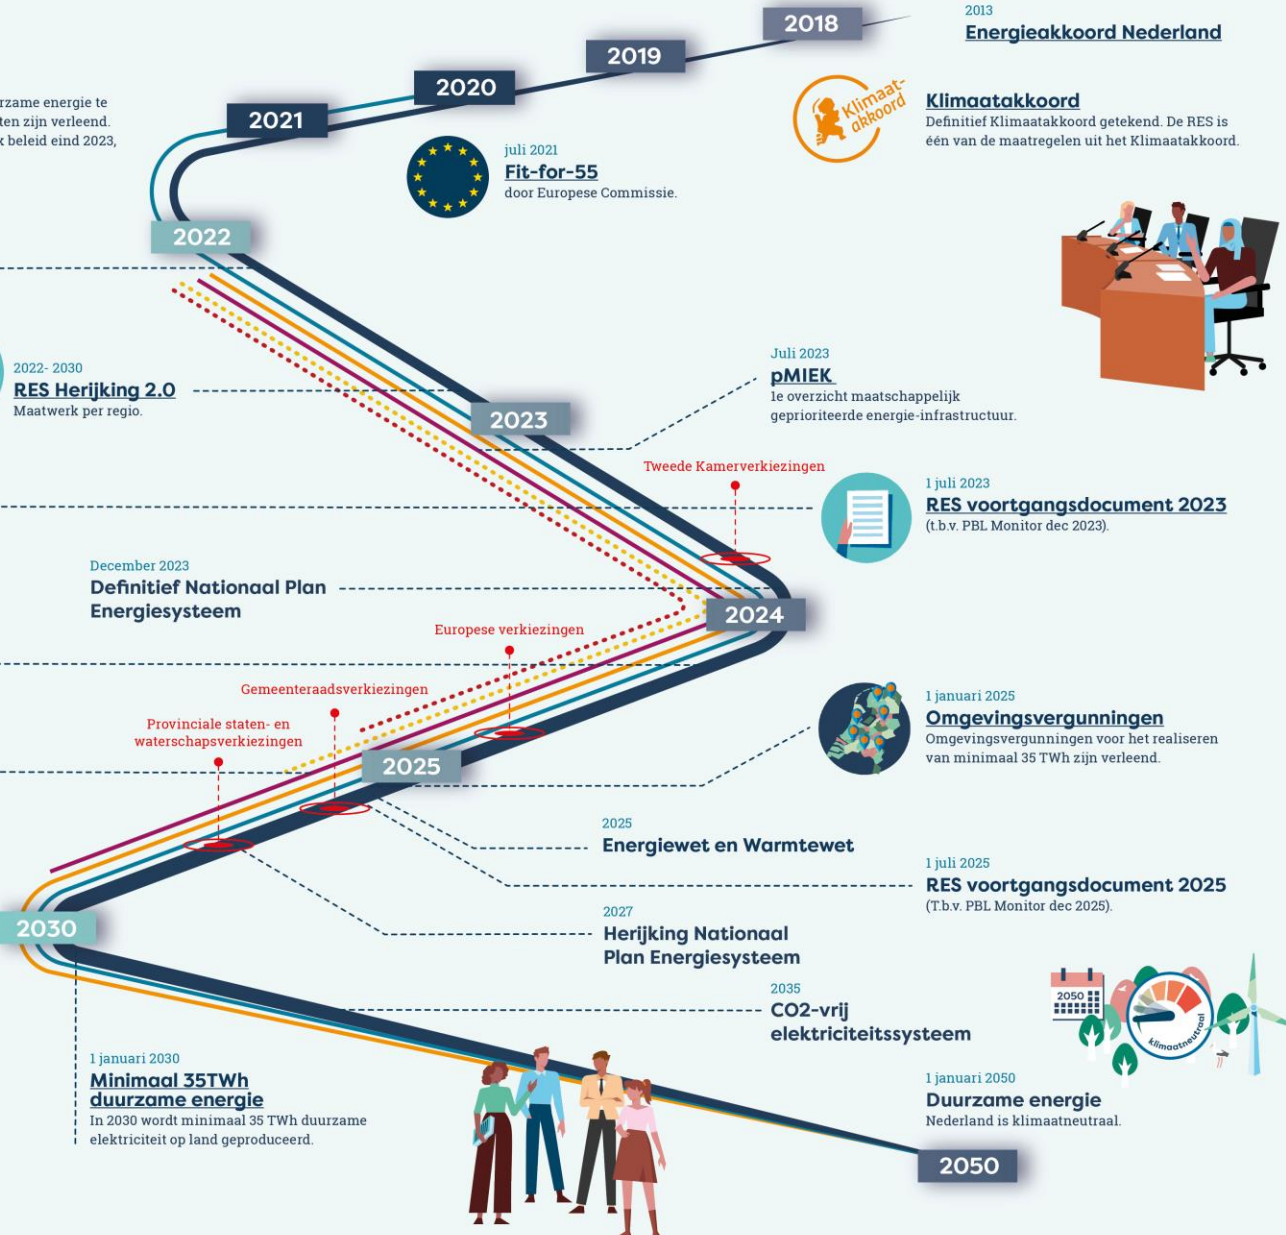 2018
2013
Energieakkoord Nederland
2019
2020
Klimaat-
akkoord
Klimaatakkoord
Definitief Klimaatakkoord getekend. De RES is
één van de maatregelen uit het Klimaatakkoord.
energie te
zijn verleend.
beleid eind 2023,
2021
juli 2021
Fit-for-55
door Europese Commissie.
2022
2022- 2030
RES Herijking 2.0
Maatwerk per regio.
Juli 2023
pMIEK
1e overzicht maatschappelijk
geprioriteerde energie-infrastructuur.
2023
Tweede Kamerverkiezingen
1 juli 2023
RES voortgangsdocument 2023
(t.b.v. PBL Monitor dec 2023).
December 2023
Definitief Nationaal Plan
Energiesysteem
2024
Europese verkiezingen
Gemeenteraadsverkiezingen
Provinciale staten- en
waterschapsverkiezingen
1 januari 2025
Omgevingsvergunningen
Omgevingsvergunningen voor het realiseren
van minimaal 35 TWh zijn verleend.
2025
2025
Energiewet en Warmtewet
1 juli 2025
RES voortgangsdocument 2025
(T.b.v. PBL Monitor dec 2025).
2030
2027
Herijking Nationaal
Plan Energiesysteem
2035
CO2-vrij
elektriciteitssysteem
2050
klimaatneutraal
1 januari 2030
Minimaal 35TWh
duurzame energie
In 2030 wordt minimaal 35 TWh duurzame
elektriciteit op land geproduceerd.
1 januari 2050
Duurzame energie
Nederland is klimaatneutraal.
2050